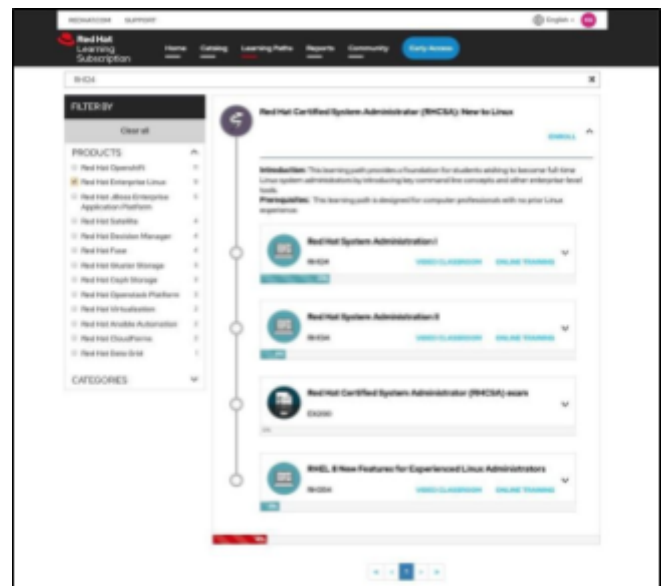 REDHAT.COM SUPPORT
English
Red Hat
Learning
Subscription
Home Catalog Learning Paths Reports Community Early Access
RH124
FILTER BY
Clear all
PRODUCTS
Red Hat Openshift
Red Hat Enterprise Linux
Red Hat JBoss Enterprise
Application Platform
Red Hat Satellite
Red Hat Decision Manager
Red Hat Fuse
Red Hat Gluster Storage
Red Hat Ceph Storage
Red Hat Openstack Platform
Red Hat Virtualization
Red Hat Ansible Automation
Red Hat CloudForms
Red Hat Data Grid
CATEGORIES
Red Hat Certified System Administrator (RHCSA): New to Linux
ENROLL
Introduction: This learning path provides a foundation for students wishing to become full-time
Linux system administrators by introducing key command line concepts and other enterprise-level
tools.
Prerequisites: This learning path is designed for computer professionals with no prior Linux
experience.
Red Hat System Administration I
RH124 VIDEO CLASSROOM ONLINE TRAINING
Red Hat System Administration II
RH134 VIDEO CLASSROOM ONLINE TRAINING
Red Hat Certified System Administrator (RHCSA) exam
EX200
RHEL 8 New Features for Experienced Linux Administrators
RH354 VIDEO CLASSROOM ONLINE TRAINING
1